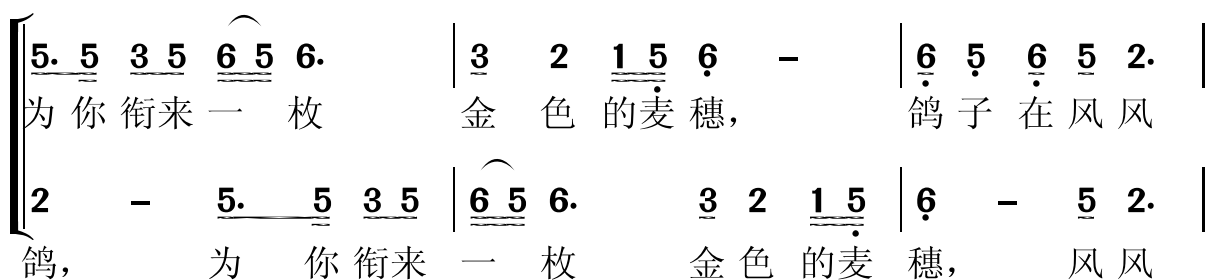 5. 5 3 5 6 5 6. | 3 2 1 5 6 – | 6 5 6 5 2. |
为你衔来一枚 金色的麦穗， 鸽子在风风
2 – 5. 5 3 5 | 6 5 6. 3 2 1 5 | 6 – 5 2. |
鸽， 为你衔来 一枚 金色的麦 穗， 风风